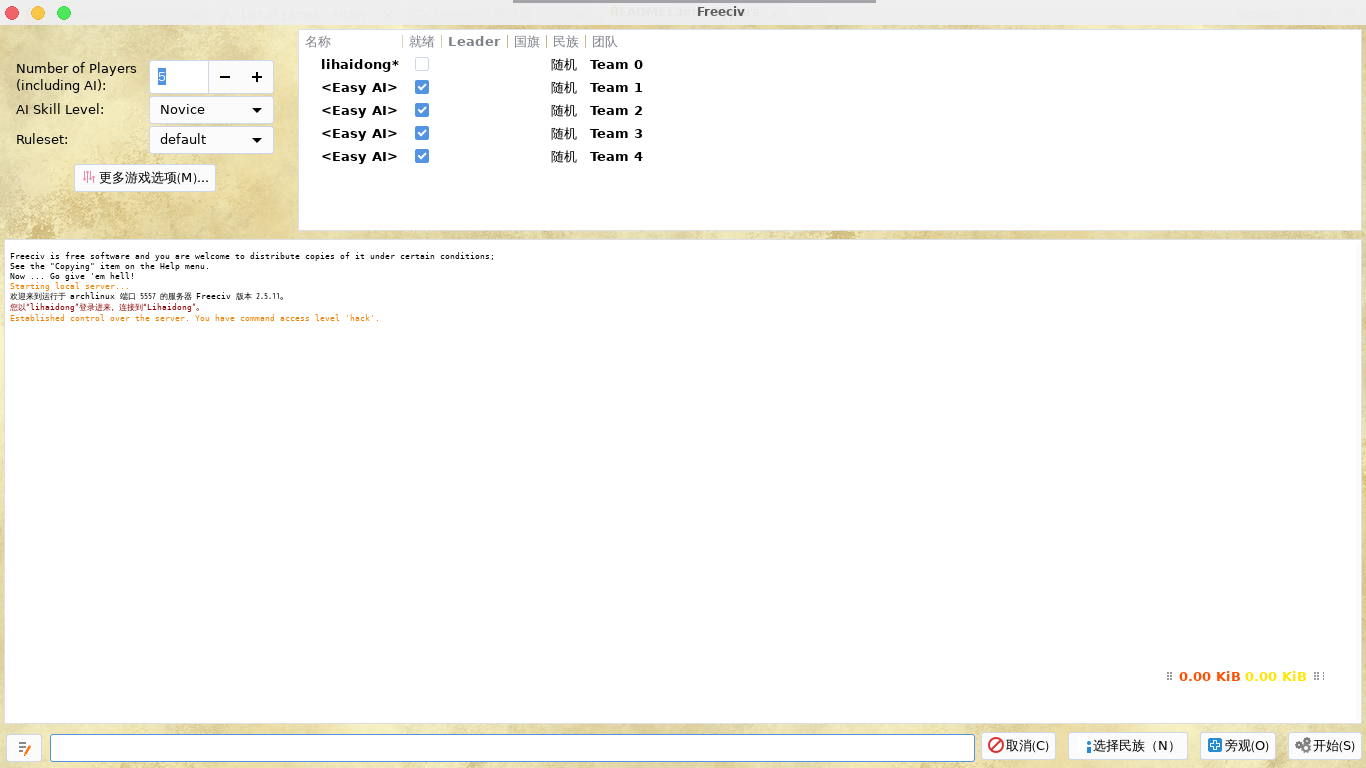 Freeciv
Number of Players
(including AI):
5
AI Skill Level:
Novice
Ruleset:
default
更多游戏选项(M)...
名称 就绪 Leader 国旗 民族 团队
lihaidong* 随机 Team 0
<Easy AI> 随机 Team 1
<Easy AI> 随机 Team 2
<Easy AI> 随机 Team 3
<Easy AI> 随机 Team 4
Freeciv is free software and you are welcome to distribute copies of it under certain conditions;
See the "Copying" item on the Help menu.
Now ... Go give 'em hell!
Starting local server...
欢迎来到运行于 archlinux 端口 5557 的服务器 Freeciv 版本 2.5.11。
您以“lihaidong”登录进来，连接到“Lihaidong”。
Established control over the server. You have command access level 'hack'.
0.00 KiB 0.00 KiB
取消(C)
选择民族（N）
旁观(O)
开始(S)